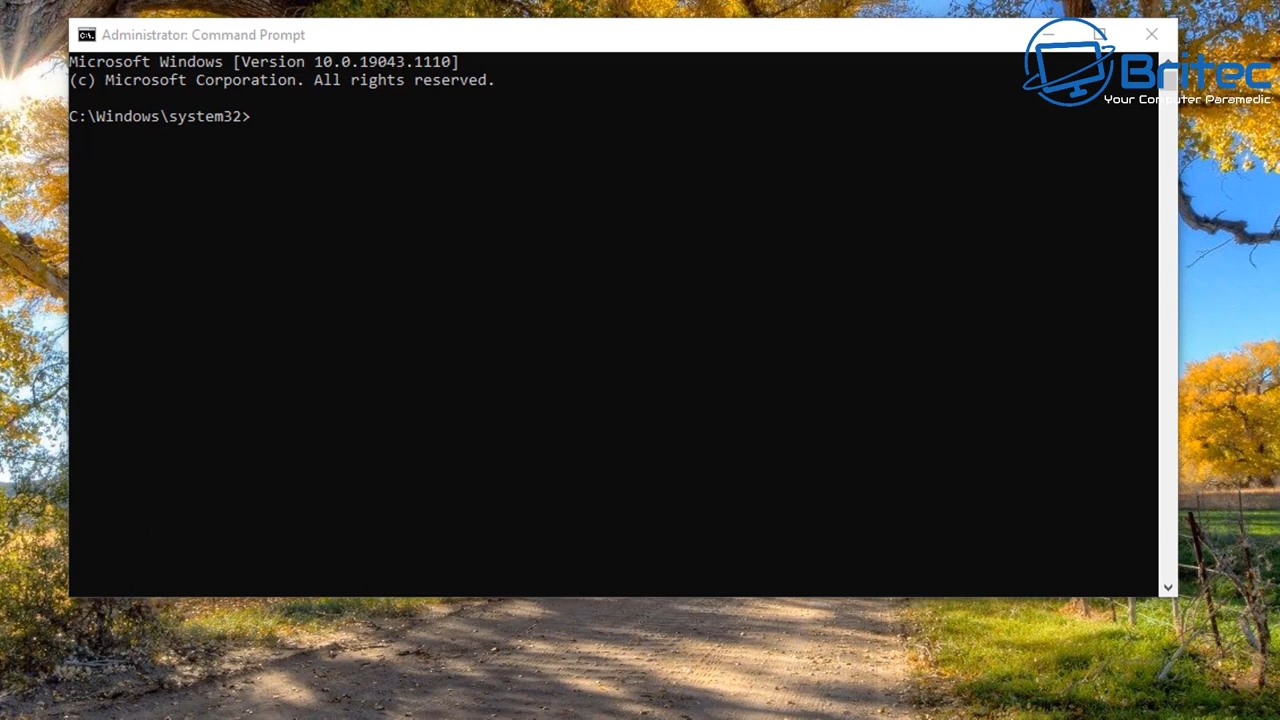 Administrator: Command Prompt
Microsoft Windows [Version 10.0.19043.1110]
(c) Microsoft Corporation. All rights reserved.
C:\Windows\system32>
Britec
Your Computer Paramedic